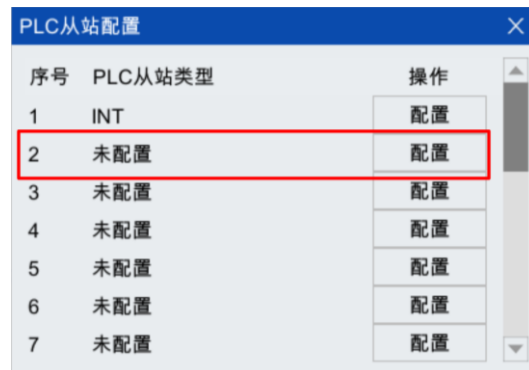 PLC从站配置
序号 PLC从站类型 操作
1 INT 配置
2 未配置 配置
3 未配置 配置
4 未配置 配置
5 未配置 配置
6 未配置 配置
7 未配置 配置